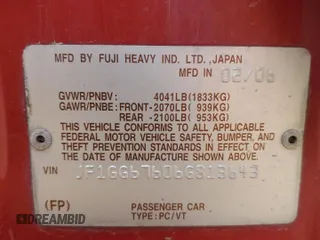 MFD BY FUJI HEAVY IND. LTD.,JAPAN
MFD IN 02/06
GVWR/PNBV: 4041LB(1833KG)
GAWR/PNBE: FRONT-2070LB( 939KG)
REAR -2100LB( 953KG)
THIS VEHICLE CONFORMS TO ALL APPLICABLE
FEDERAL MOTOR VEHICLE SAFETY, BUMPER, AND
THEFT PREVENTION STANDARDS IN EFFECT ON
THE DATE OF MANUFACTURE SHOWN ABOVE.
VIN JF1GG67606GS13643
(FP) PASSENGER CAR
TYPE: PC/VT
DREAMBID